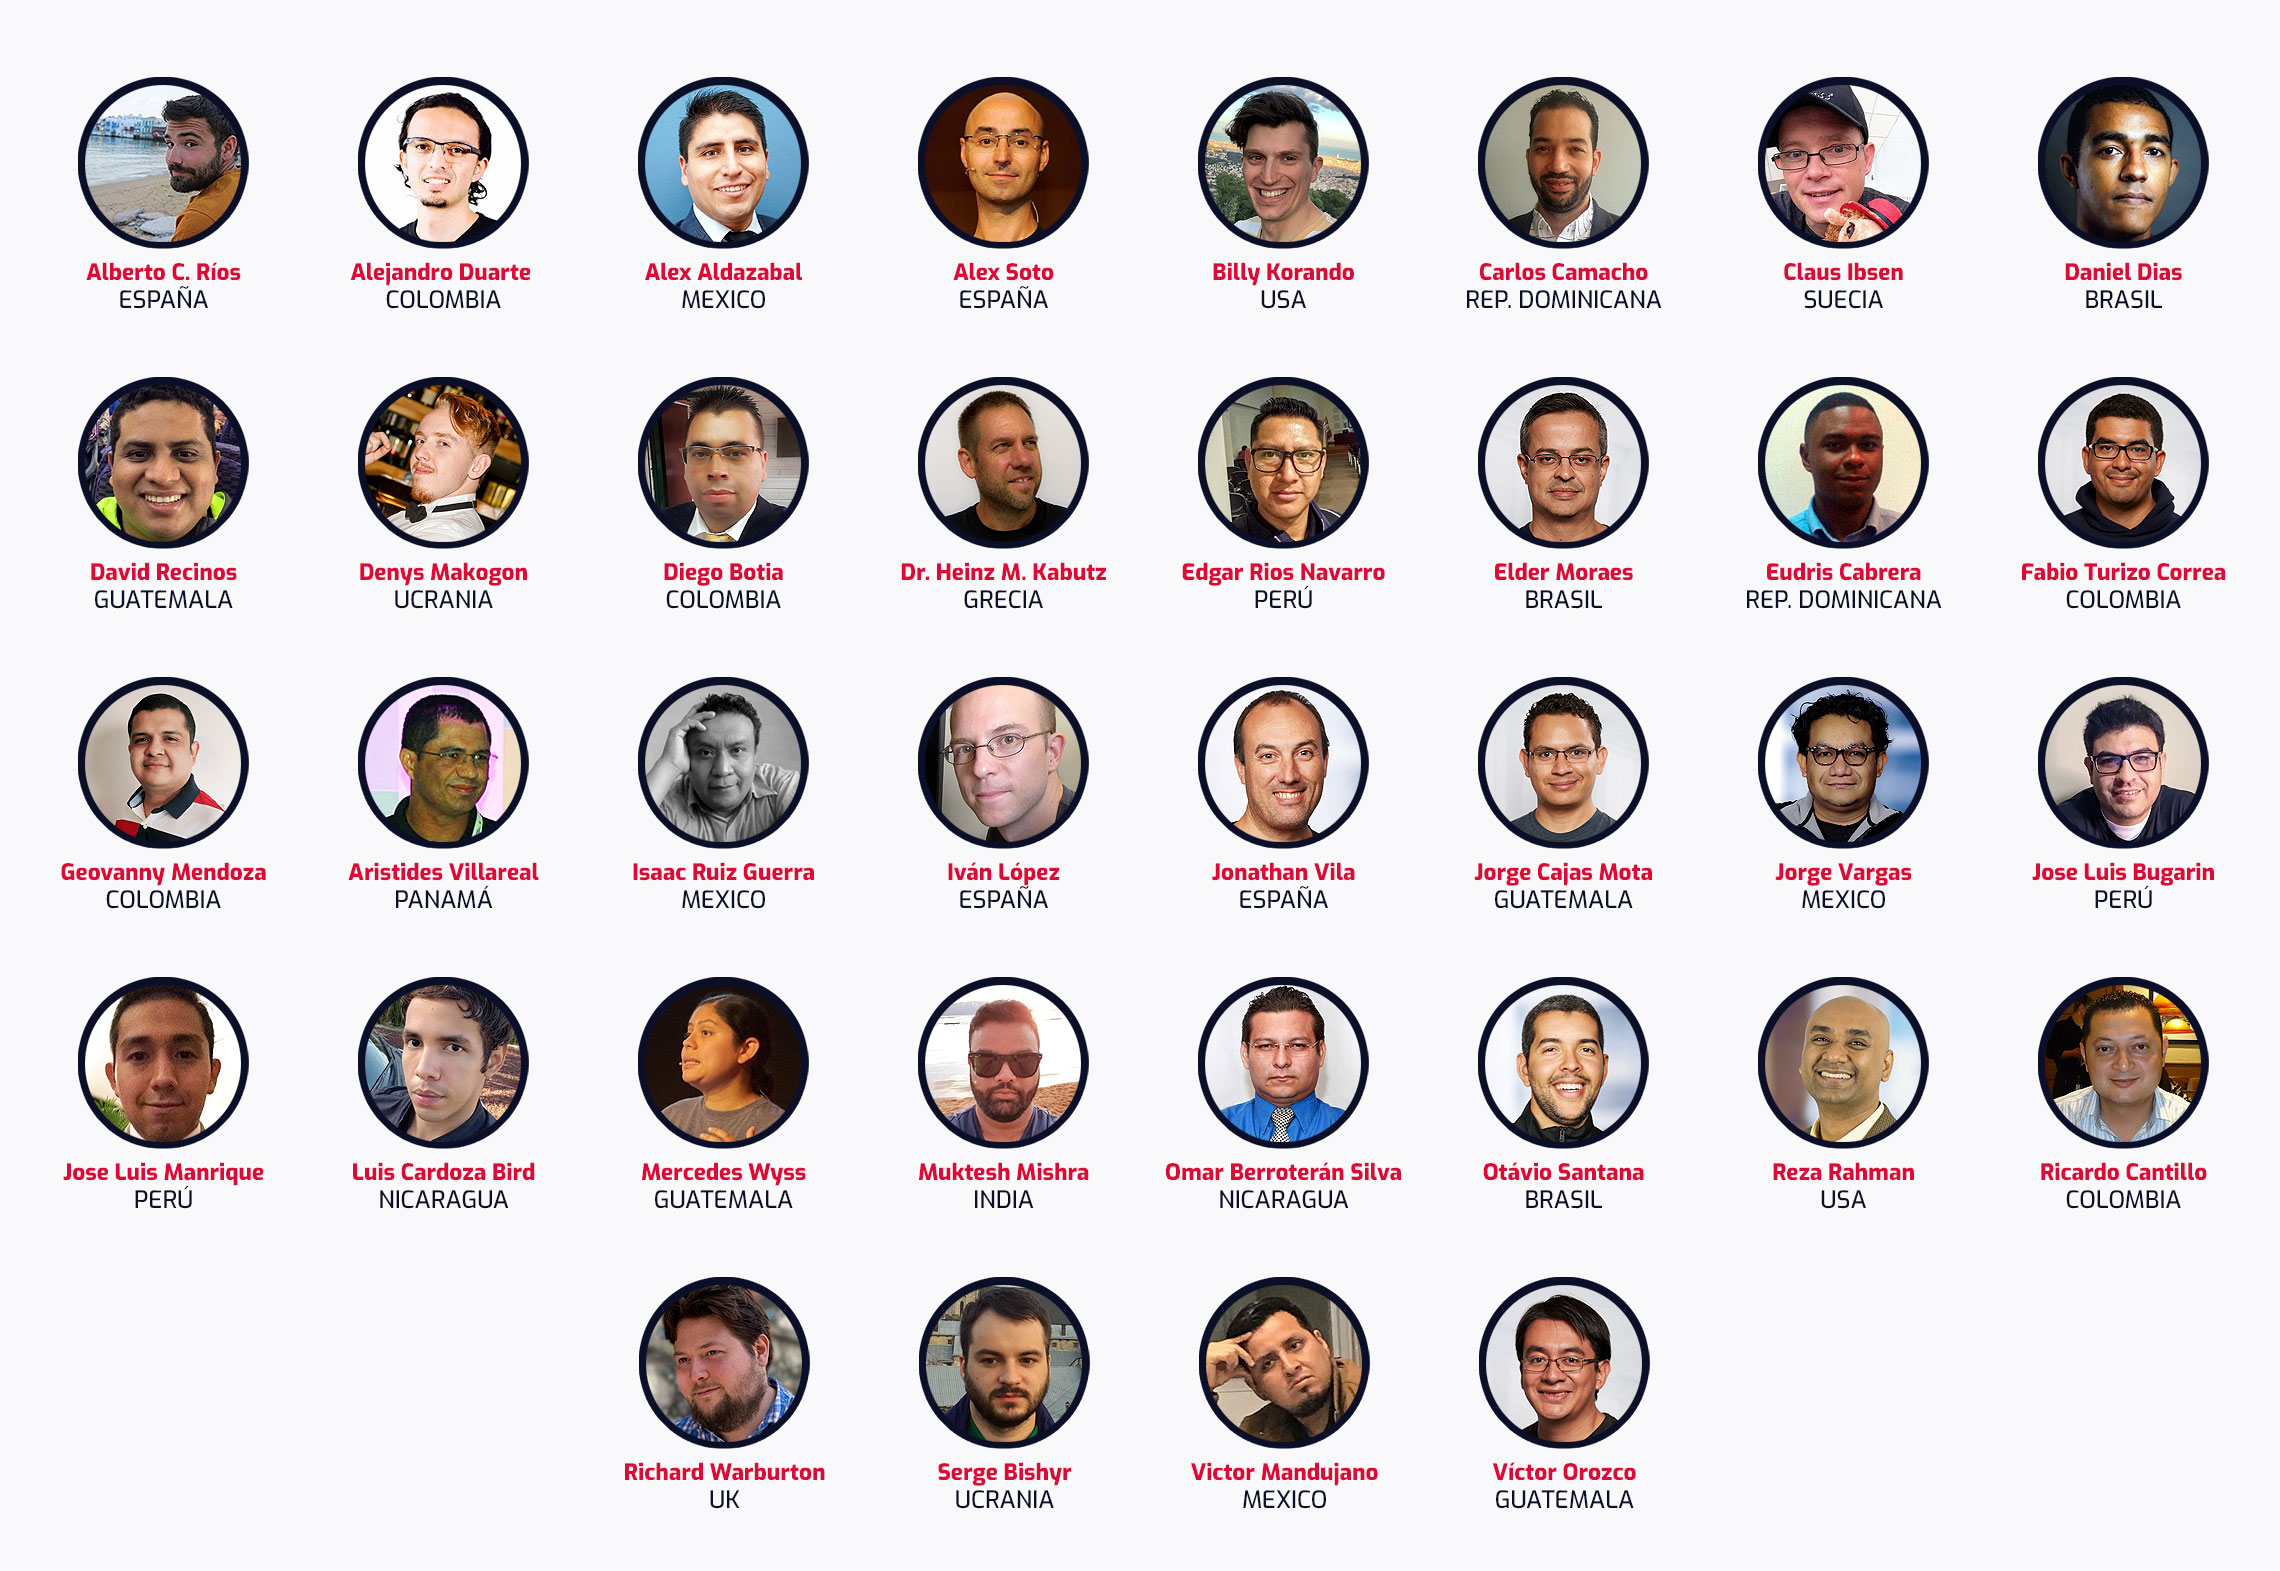 Alberto C. Ríos
ESPAÑA
Alejandro Duarte
COLOMBIA
Alex Aldazabal
MEXICO
Alex Soto
ESPAÑA
Billy Korando
USA
Carlos Camacho
REP. DOMINICANA
Claus Ibsen
SUECIA
Daniel Dias
BRASIL
David Recinos
GUATEMALA
Denys Makogon
UCRANIA
Diego Botia
COLOMBIA
Dr. Heinz M. Kabutz
GRECIA
Edgar Rios Navarro
PERÚ
Elder Moraes
BRASIL
Eudris Cabrera
REP. DOMINICANA
Fabio Turizo Correa
COLOMBIA
Geovanny Mendoza
COLOMBIA
Aristides Villareal
PANAMÁ
Isaac Ruiz Guerra
MEXICO
Iván López
ESPAÑA
Jonathan Vila
ESPAÑA
Jorge Cajas Mota
GUATEMALA
Jorge Vargas
MEXICO
Jose Luis Bugarin
PERÚ
Jose Luis Manrique
PERÚ
Luis Cardoza Bird
NICARAGUA
Mercedes Wyss
GUATEMALA
Muktesh Mishra
INDIA
Omar Berroterán Silva
NICARAGUA
Otávio Santana
BRASIL
Reza Rahman
USA
Ricardo Cantillo
COLOMBIA
Richard Warburton
UK
Serge Bishyr
UCRANIA
Victor Mandujano
MEXICO
Víctor Orozco
GUATEMALA